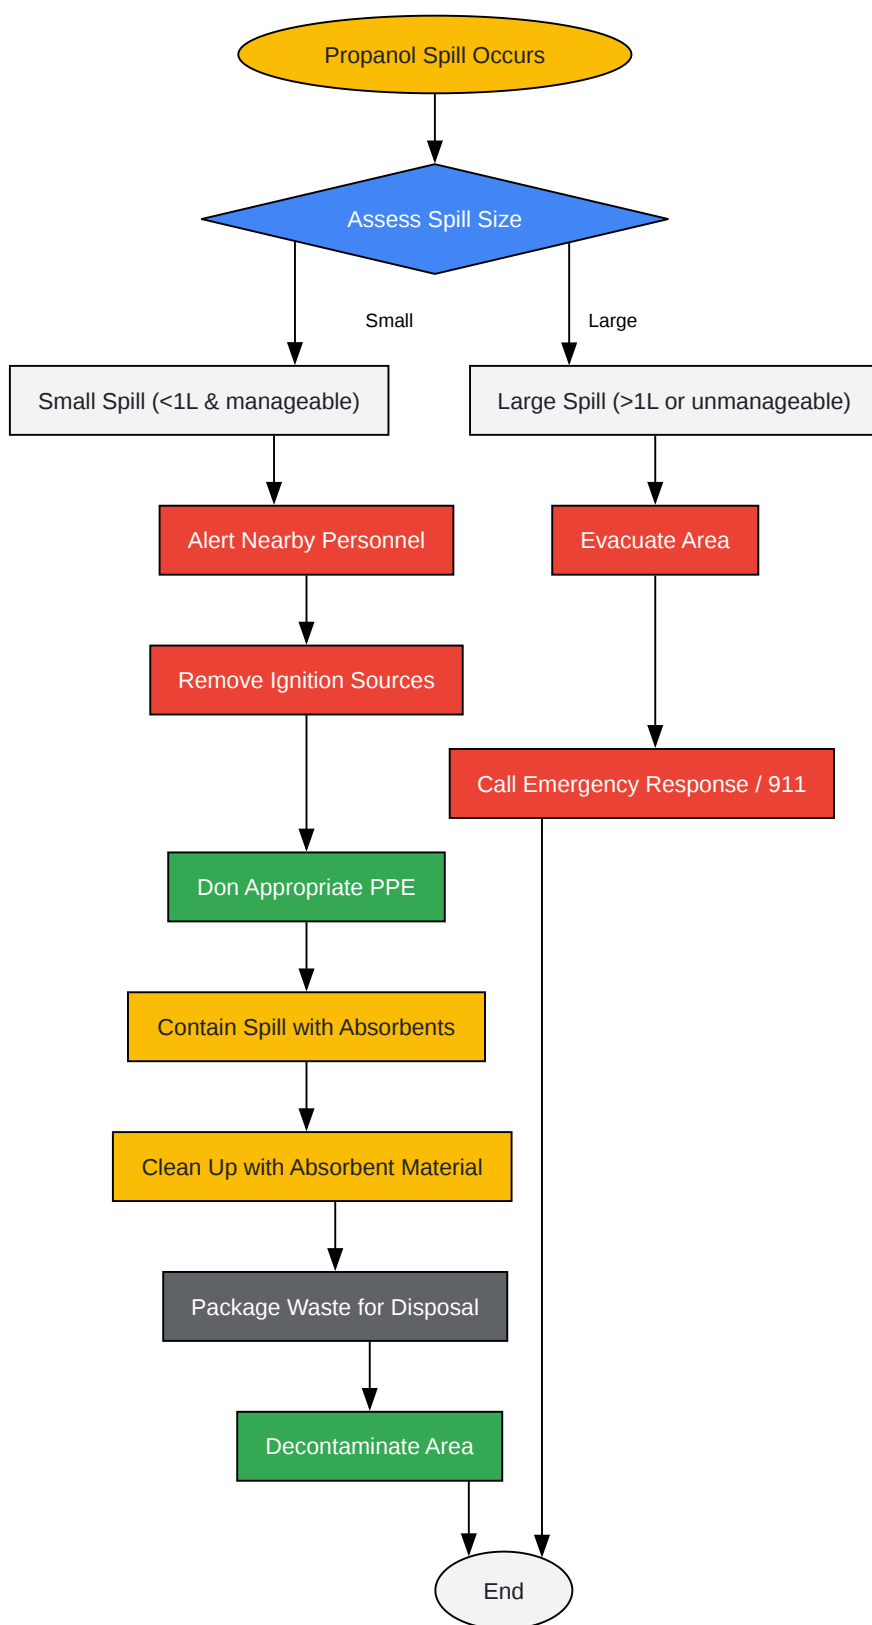 Propanol Spill Occurs
Assess Spill Size
Small
Large
Small Spill (<1L & manageable)
Large Spill (>1L or unmanageable)
Alert Nearby Personnel
Evacuate Area
Remove Ignition Sources
Call Emergency Response / 911
Don Appropriate PPE
Contain Spill with Absorbents
Clean Up with Absorbent Material
Package Waste for Disposal
Decontaminate Area
End